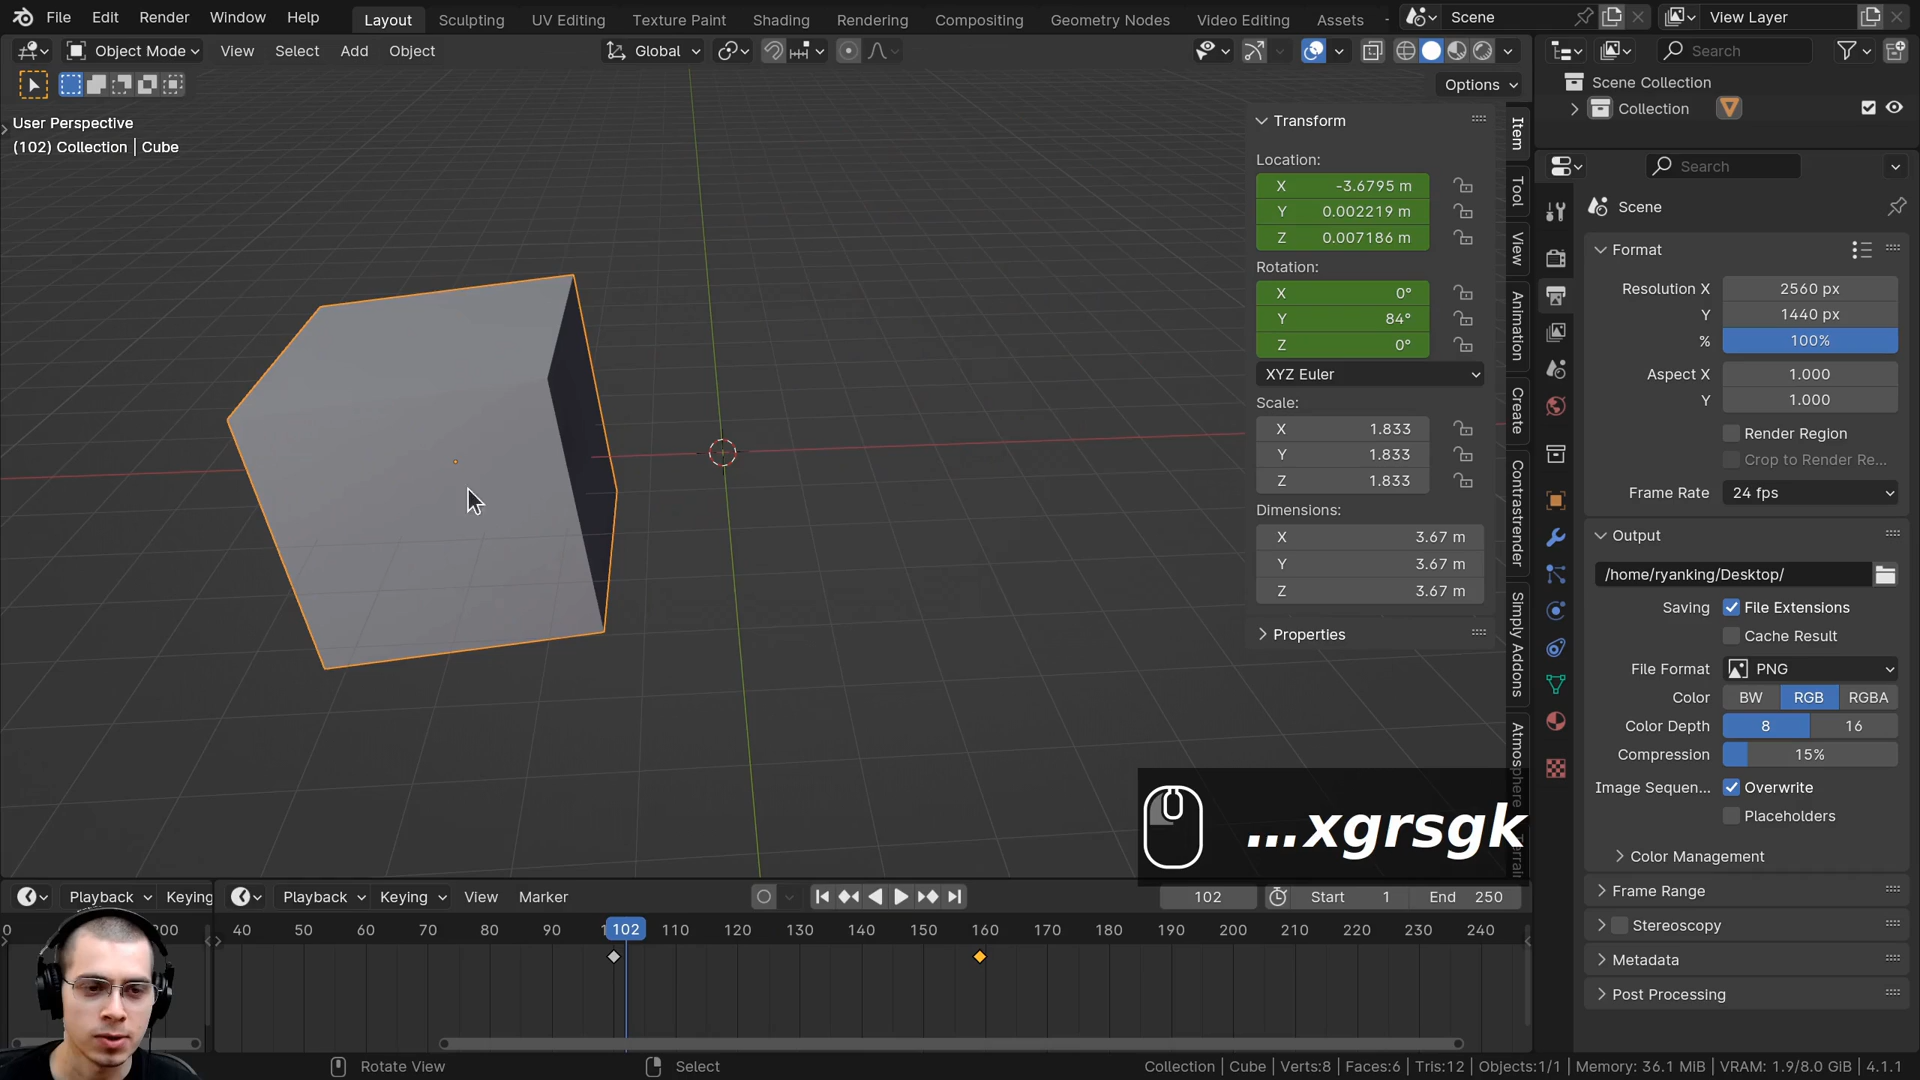 File Edit Render Window Help Layout Sculpting UV Editing Texture Paint Shading Rendering Compositing Geometry Nodes Video Editing Assets Scene View Layer
Object Mode View Select Add Object Global Search
Options
Scene Collection
Collection
User Perspective
(102) Collection | Cube
Transform
Location:
X -3.6795 m
Y 0.002219 m
Z 0.007186 m
Rotation:
X 0°
Y 84°
Z 0°
XYZ Euler
Scale:
X 1.833
Y 1.833
Z 1.833
Dimensions:
X 3.67 m
Y 3.67 m
Z 3.67 m
Properties
Item
Tool
View
Animation
Create
Contrastrender
Simply Addons
Atmosphere
Search
Scene
Format
Resolution X 2560 px
Y 1440 px
% 100%
Aspect X 1.000
Y 1.000
Render Region
Crop to Render Re...
Frame Rate 24 fps
Output
/home/ryanking/Desktop/
Saving File Extensions
Cache Result
File Format PNG
Color BW RGB RGBA
Color Depth 8 16
Compression 15%
Image Sequen... Overwrite
Placeholders
Color Management
Frame Range
Stereoscopy
Metadata
Post Processing
...xgrsgk
Playback Keying Playback Keying View Marker 102 Start 1 End 250
0 200 40 50 60 70 80 90 102 110 120 130 140 150 160 170 180 190 200 210 220 230 240
Rotate View Select Collection | Cube | Verts:8 | Faces:6 | Tris:12 | Objects:1/1 | Memory: 36.1 MiB | VRAM: 1.9/8.0 GiB | 4.1.1